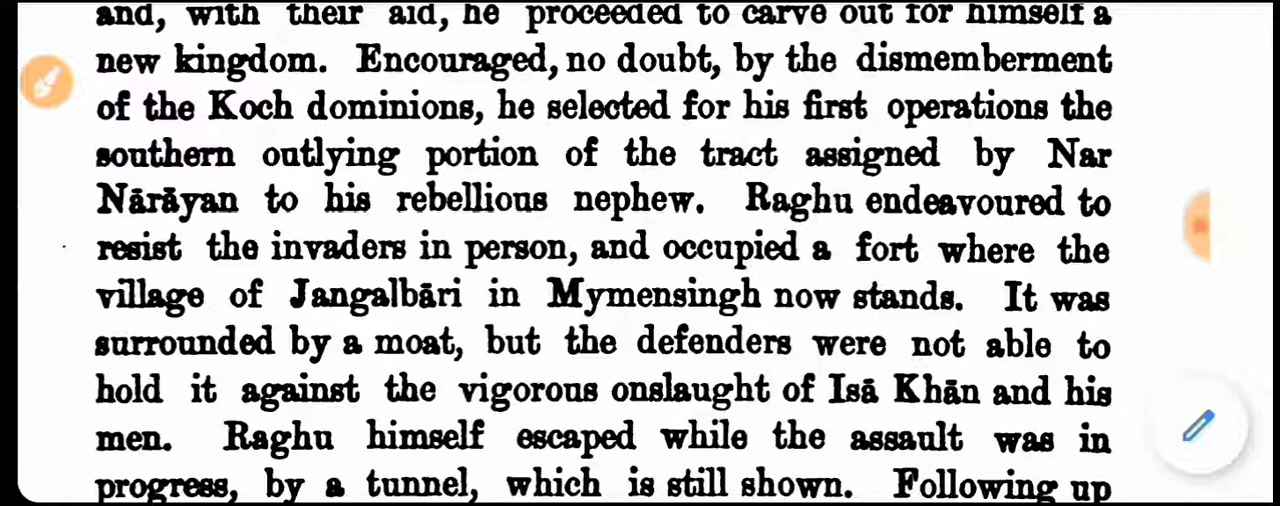 and, with their aid, he proceeded to carve out for himself a
new kingdom. Encouraged, no doubt, by the dismemberment
of the Koch dominions, he selected for his first operations the
southern outlying portion of the tract assigned by Nar
Nārāyan to his rebellious nephew. Raghu endeavoured to
resist the invaders in person, and occupied a fort where the
village of Jangalbāri in Mymensingh now stands. It was
surrounded by a moat, but the defenders were not able to
hold it against the vigorous onslaught of Isā Khān and his
men. Raghu himself escaped while the assault was in
progress, by a tunnel, which is still shown. Following up